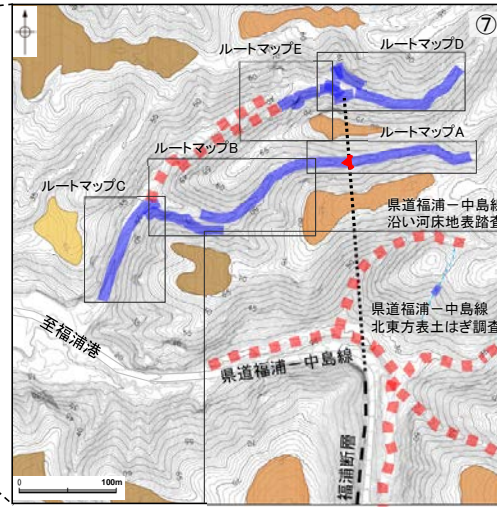 ⑦
ルートマップE
ルートマップD
ルートマップA
ルートマップB
ルートマップC
県道福浦－中島線
沿い河床地表踏査
県道福浦－中島線
北東方表土はぎ調査
至福浦港
県道福浦－中島線
福浦断層
0 100m